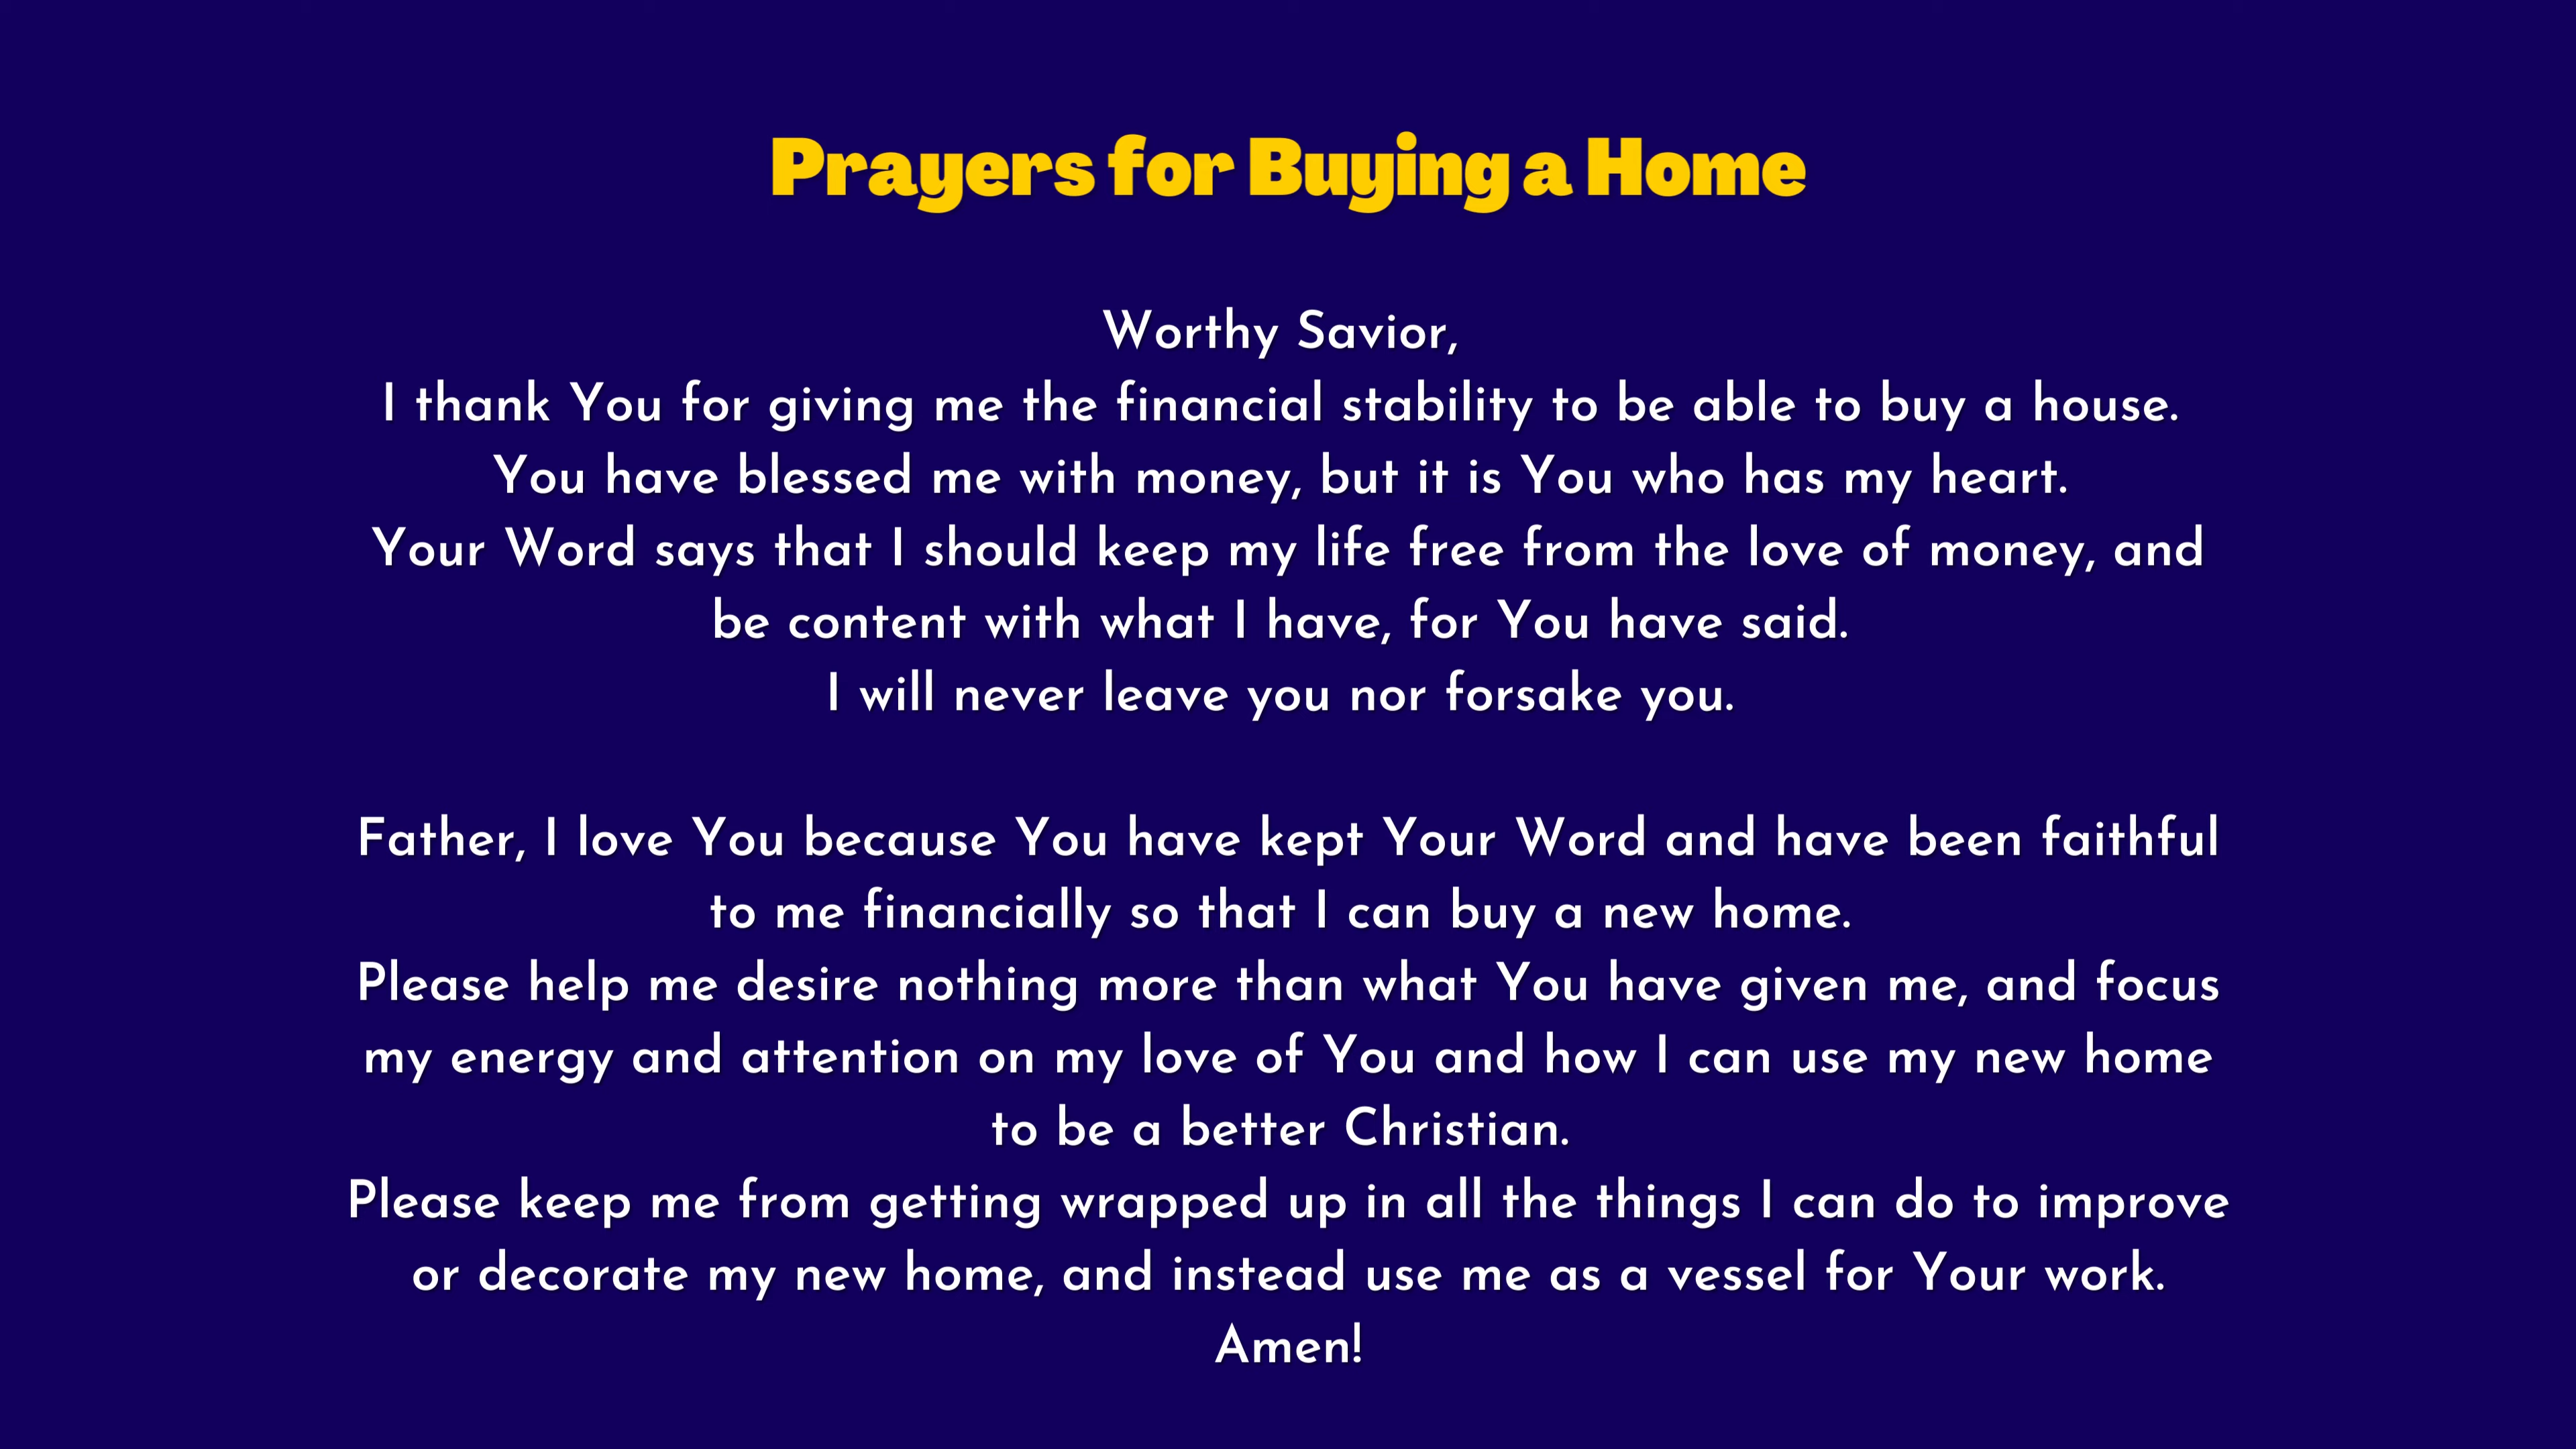 Prayers for Buying a Home
Worthy Savior,
I thank You for giving me the financial stability to be able to buy a house.
You have blessed me with money, but it is You who has my heart.
Your Word says that I should keep my life free from the love of money, and
be content with what I have, for You have said.
I will never leave you nor forsake you.
Father, I love You because You have kept Your Word and have been faithful
to me financially so that I can buy a new home.
Please help me desire nothing more than what You have given me, and focus
my energy and attention on my love of You and how I can use my new home
to be a better Christian.
Please keep me from getting wrapped up in all the things I can do to improve
or decorate my new home, and instead use me as a vessel for Your work.
Amen!